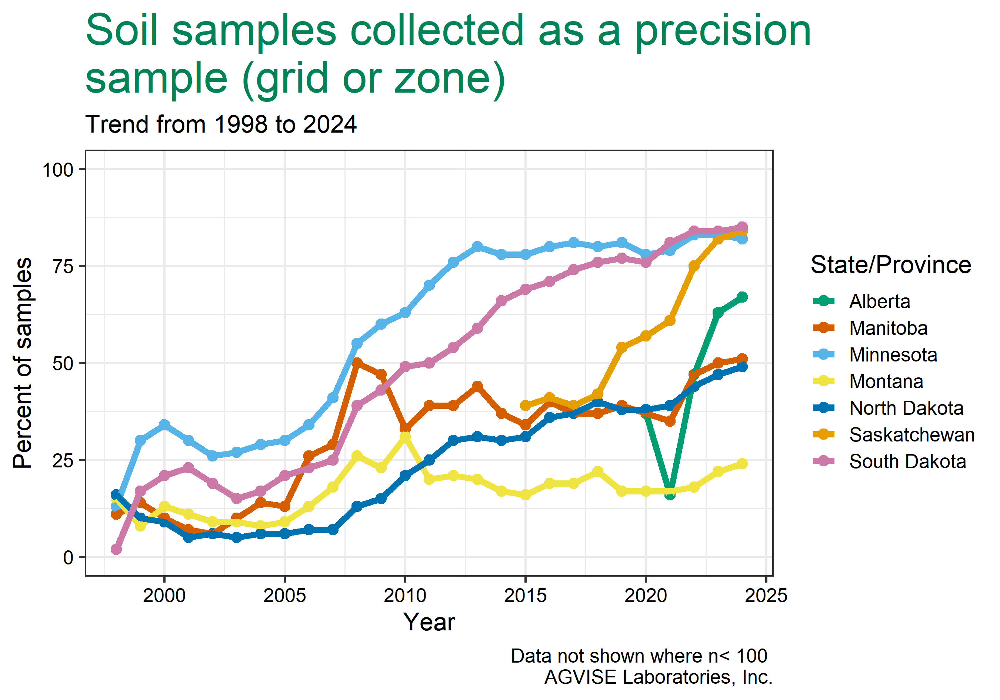 Soil samples collected as a precision
sample (grid or zone)
Trend from 1998 to 2024
Percent of samples
100
75
50
25
0
2000 2005 2010 2015 2020 2025
Year
State/Province
Alberta
Manitoba
Minnesota
Montana
North Dakota
Saskatchewan
South Dakota
Data not shown where n< 100
AGVISE Laboratories, Inc.